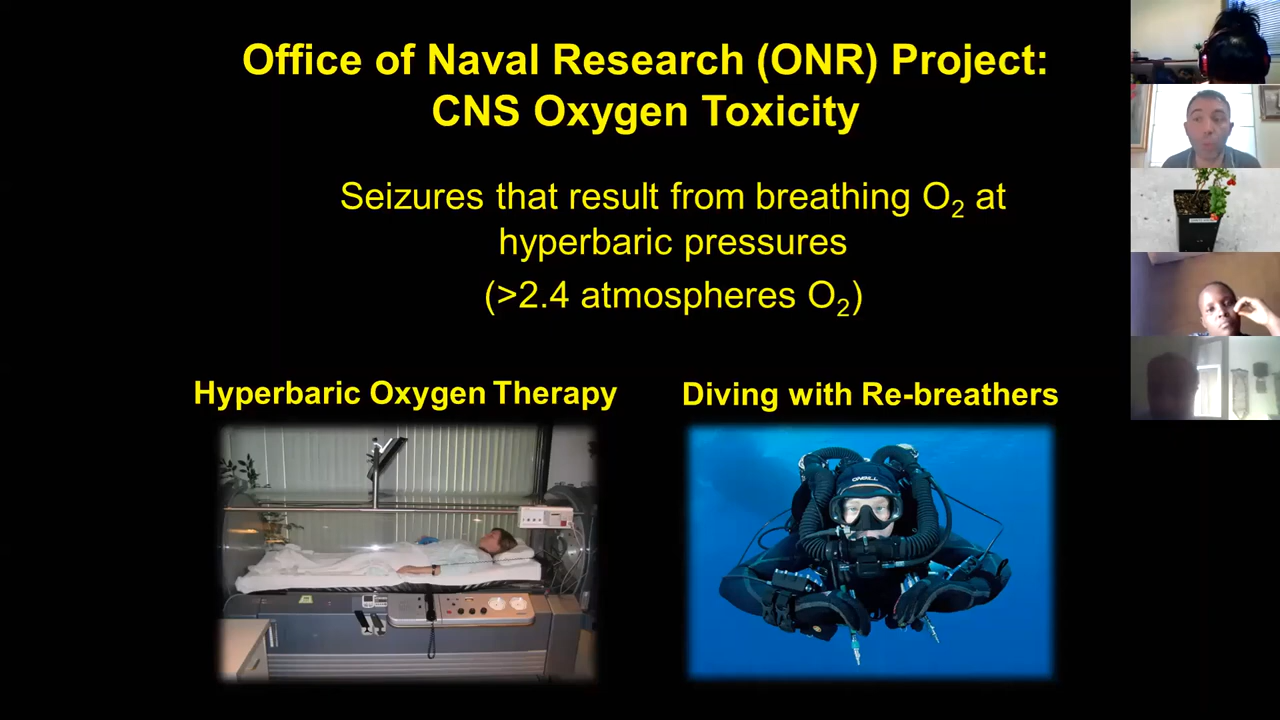 Office of Naval Research (ONR) Project:
CNS Oxygen Toxicity
Seizures that result from breathing O₂ at
hyperbaric pressures
(>2.4 atmospheres O₂)
Hyperbaric Oxygen Therapy
Diving with Re-breathers
O'NEILL